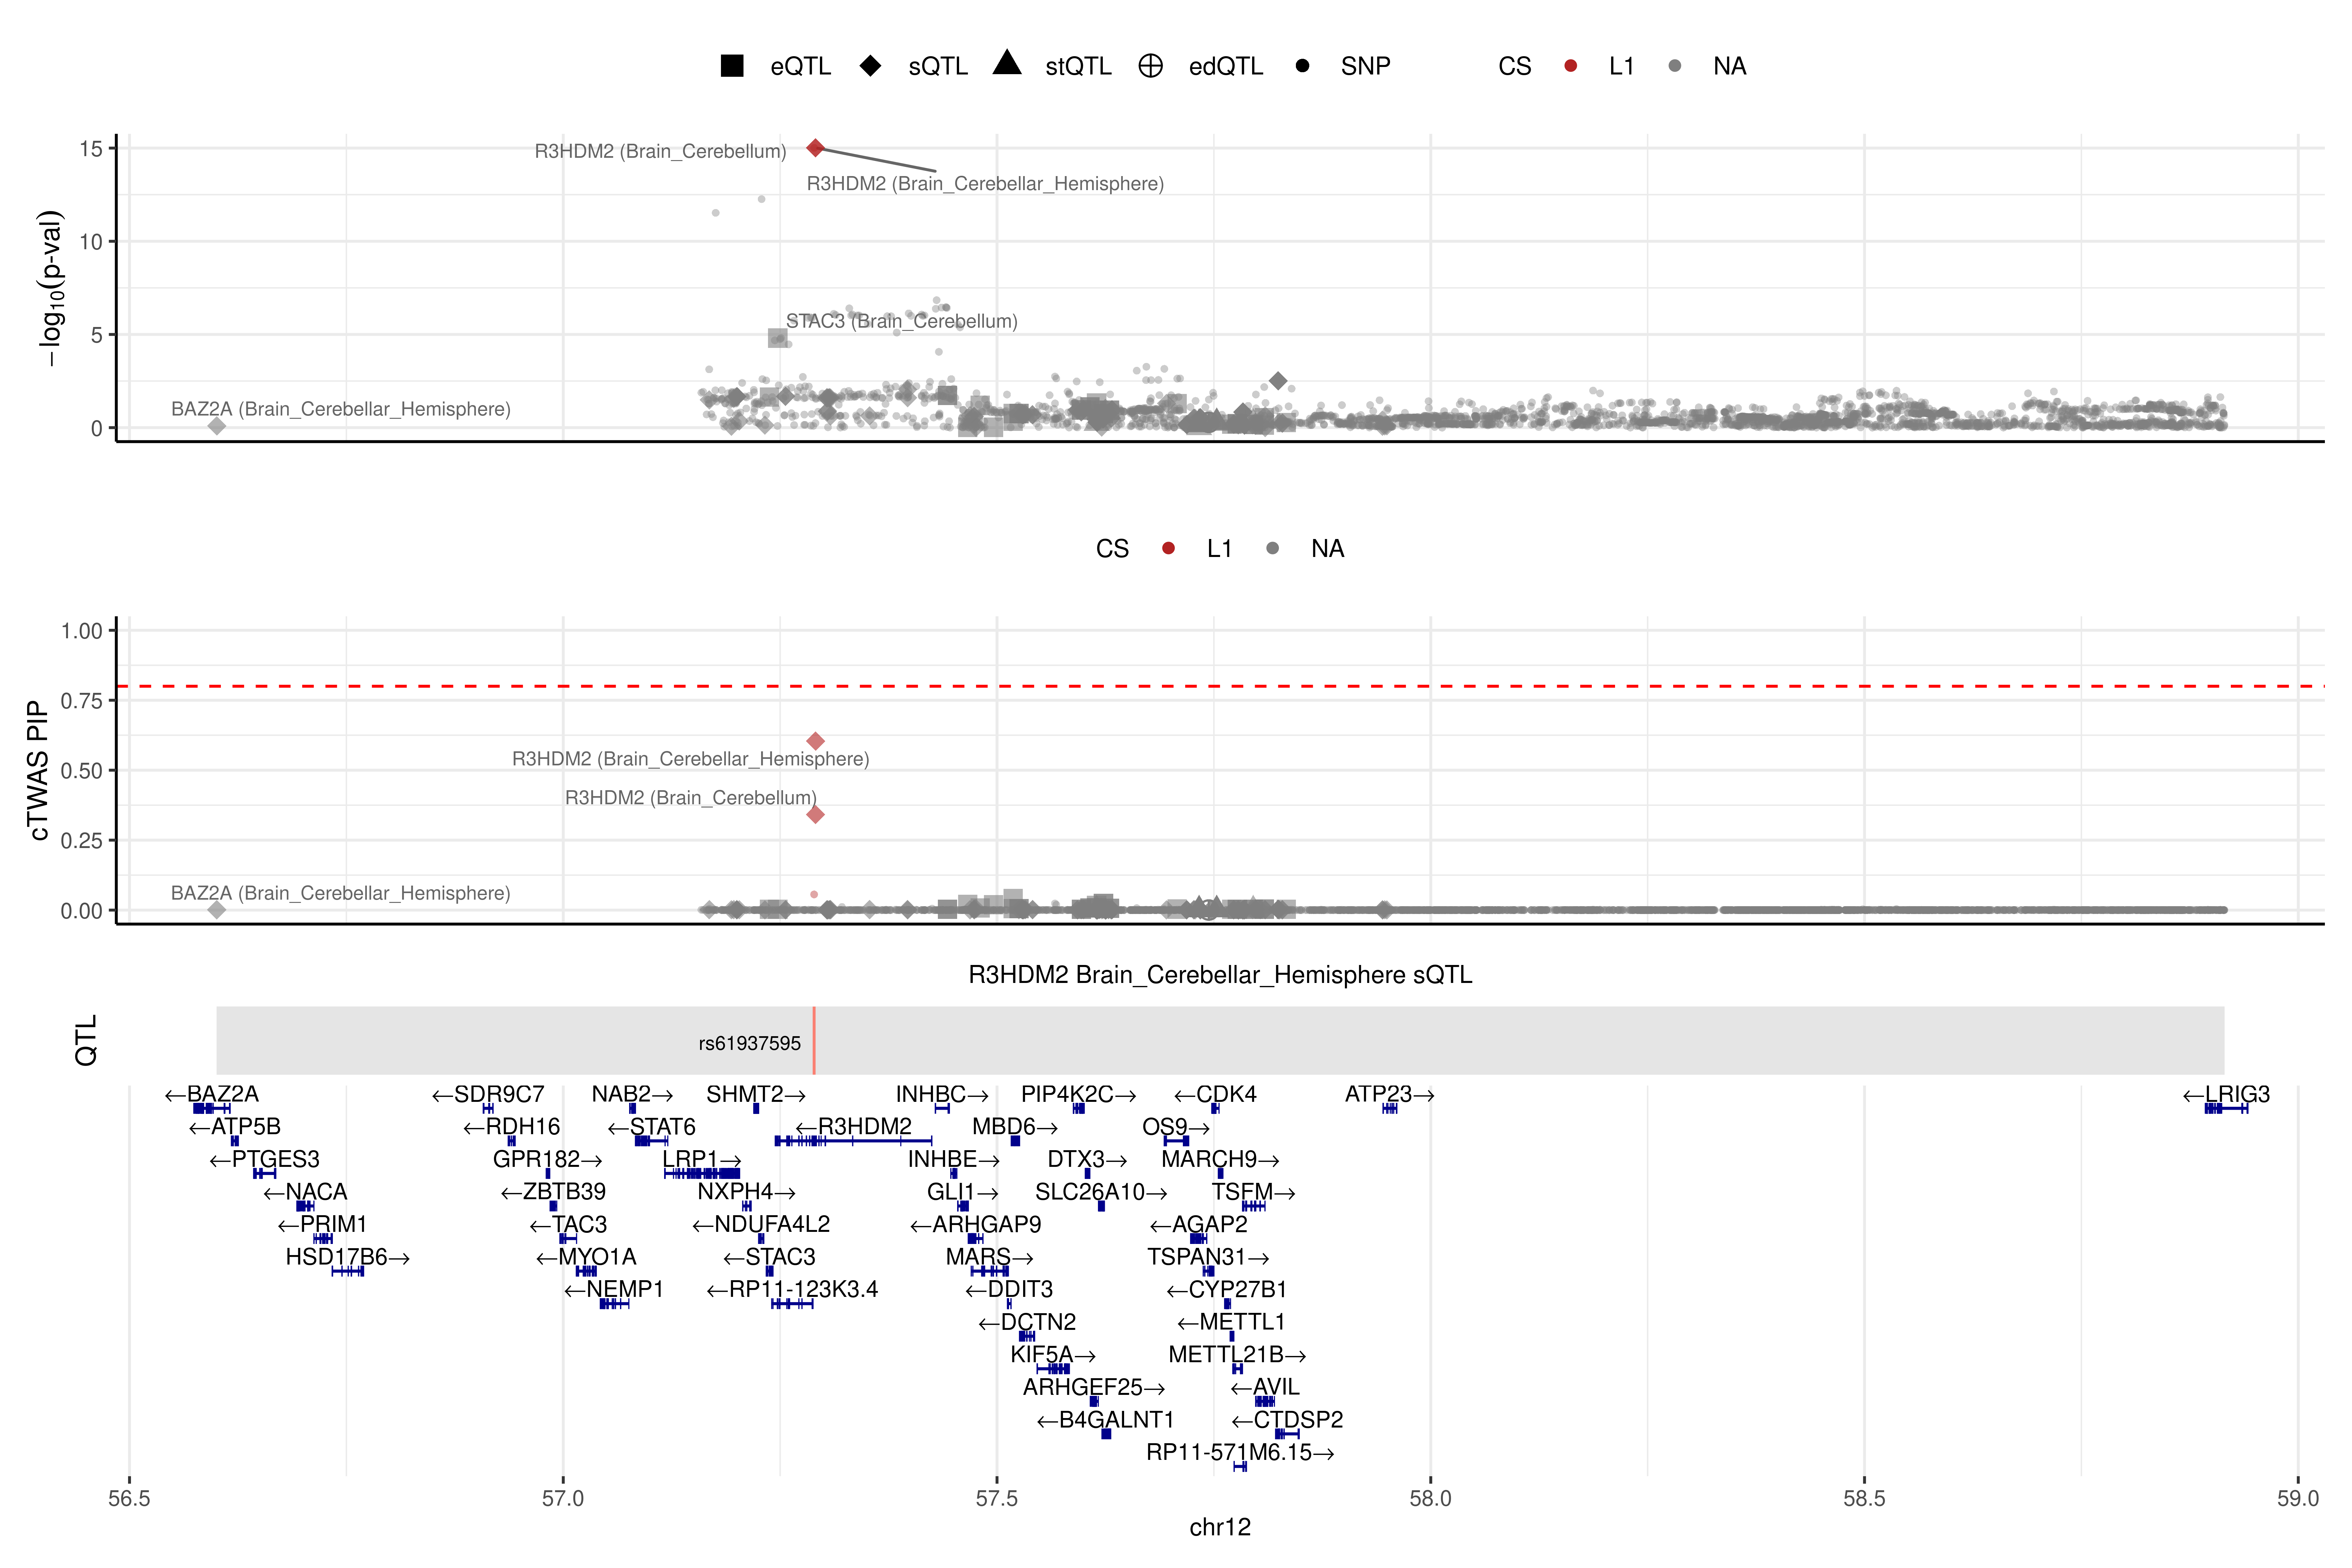 eQTL sQTL stQTL edQTL SNP CS L1 NA
−log10(p-val)
15
10
5
0
R3HDM2 (Brain_Cerebellum)
R3HDM2 (Brain_Cerebellar_Hemisphere)
STAC3 (Brain_Cerebellum)
BAZ2A (Brain_Cerebellar_Hemisphere)
CS L1 NA
cTWAS PIP
1.00
0.75
0.50
0.25
0.00
R3HDM2 (Brain_Cerebellar_Hemisphere)
R3HDM2 (Brain_Cerebellum)
BAZ2A (Brain_Cerebellar_Hemisphere)
R3HDM2 Brain_Cerebellar_Hemisphere sQTL
QTL
rs61937595
←BAZ2A ←SDR9C7 NAB2→ SHMT2→ INHBC→ PIP4K2C→ ←CDK4 ATP23→ ←LRIG3
←ATP5B ←RDH16 ←STAT6 ←R3HDM2 MBD6→ OS9→
←PTGES3 GPR182→ LRP1→ INHBE→ DTX3→ MARCH9→
←NACA ←ZBTB39 NXPH4→ GLI1→ SLC26A10→ TSFM→
←PRIM1 ←TAC3 ←NDUFA4L2 ←ARHGAP9 ←AGAP2
HSD17B6→ ←MYO1A ←STAC3 MARS→ TSPAN31→
←NEMP1 ←RP11-123K3.4 ←DDIT3 ←CYP27B1
←DCTN2 ←METTL1
KIF5A→ METTL21B→
ARHGEF25→ ←AVIL
←B4GALNT1 ←CTDSP2
RP11-571M6.15→
56.5 57.0 57.5 58.0 58.5 59.0
chr12